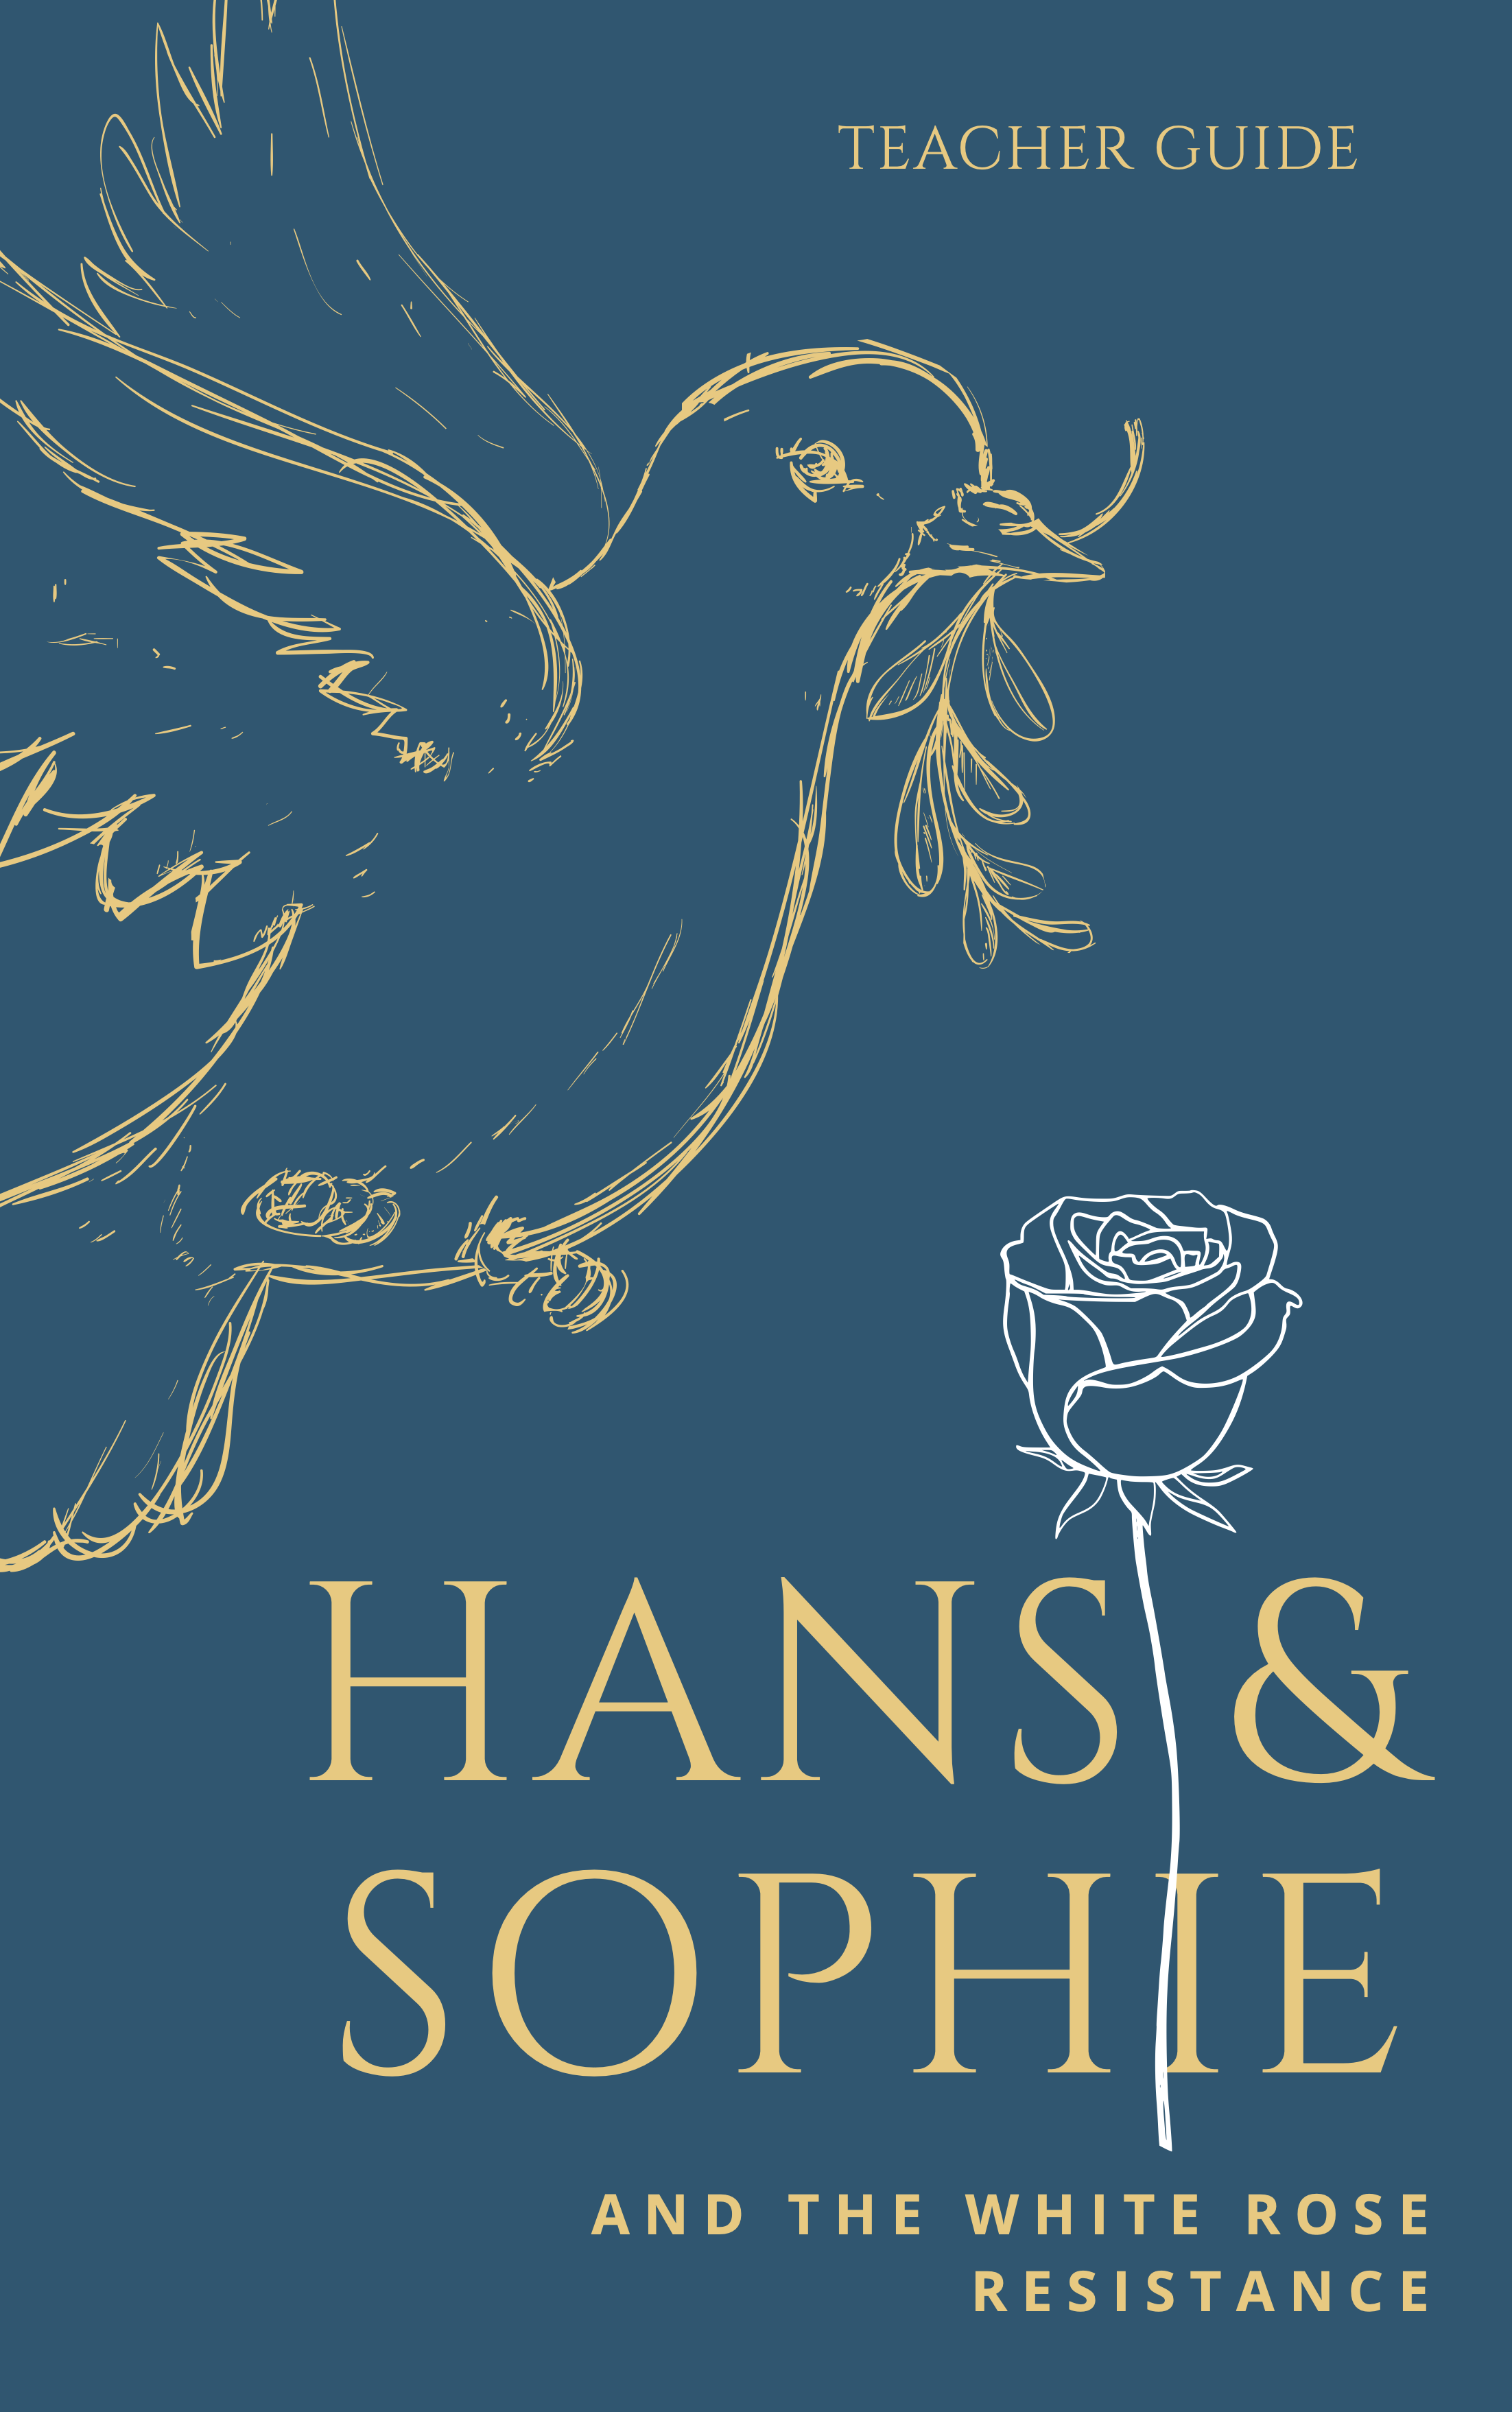 TEACHER GUIDE
HANS &
SOPHIE
AND THE WHITE ROSE
RESISTANCE